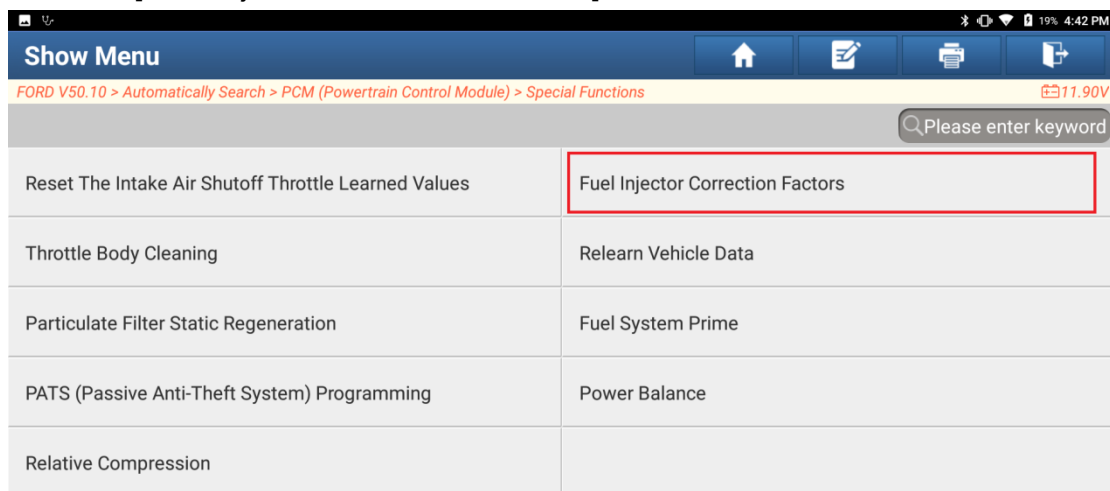 19% 4:42 PM
Show Menu
FORD V50.10 > Automatically Search > PCM (Powertrain Control Module) > Special Functions
11.90V
Please enter keyword
Reset The Intake Air Shutoff Throttle Learned Values
Fuel Injector Correction Factors
Throttle Body Cleaning
Relearn Vehicle Data
Particulate Filter Static Regeneration
Fuel System Prime
PATS (Passive Anti-Theft System) Programming
Power Balance
Relative Compression